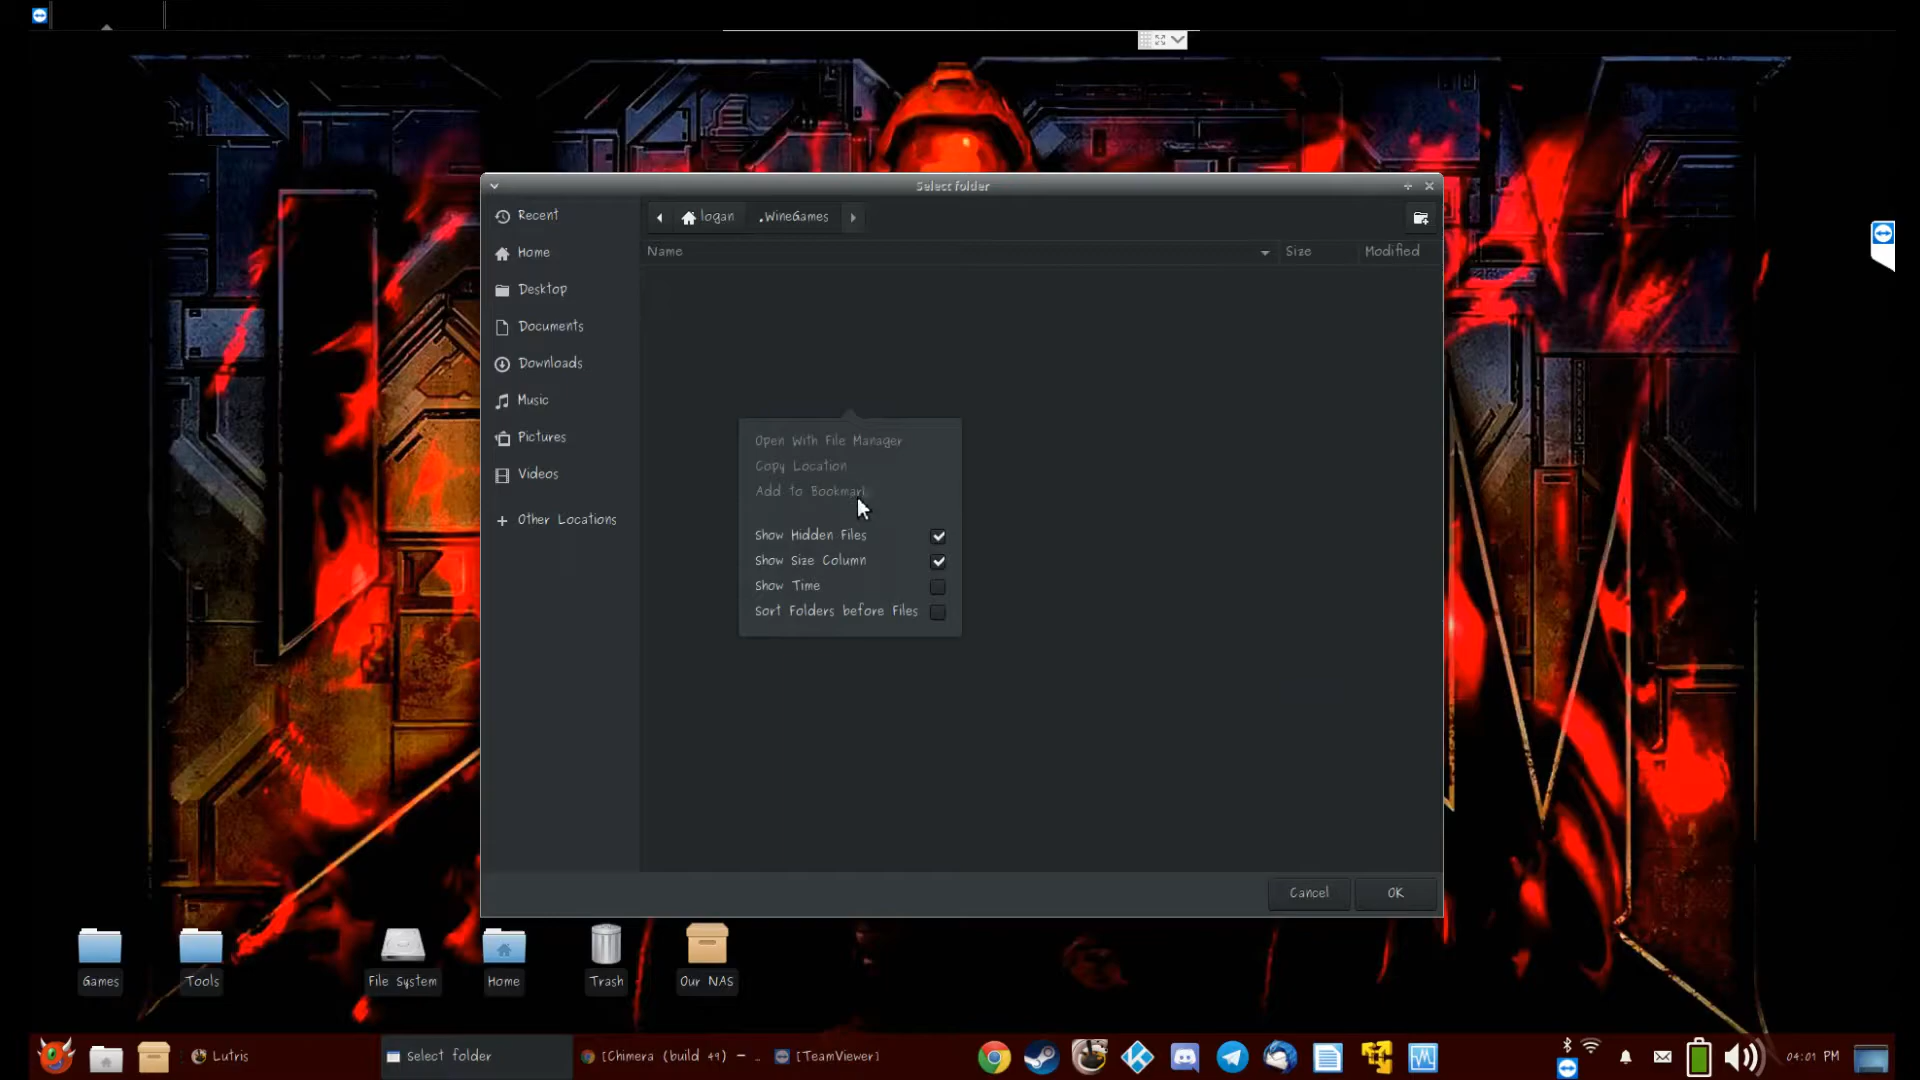 Select folder
Recent
logan
.WineGames
Home
Name
Size
Modified
Desktop
Documents
Downloads
Music
Pictures
Videos
Other Locations
Open With File Manager
Copy Location
Add to Bookmar
Show Hidden Files
Show Size Column
Show Time
Sort Folders before Files
Cancel
OK
Games
Tools
File System
Home
Trash
Our NAS
Lutris
Select folder
[Chimera (build 49) - ..
[TeamViewer]
04:01 PM